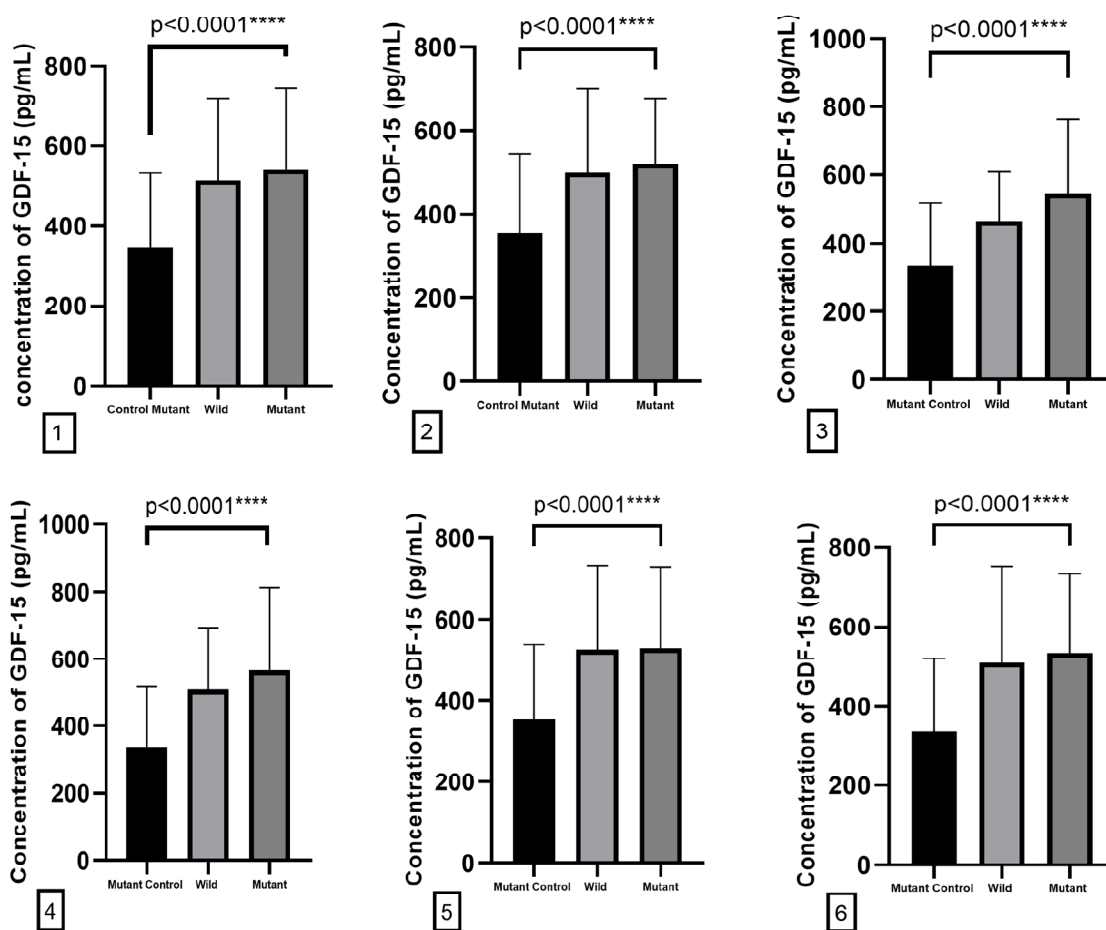 p<0.0001****
concentration of GDF-15 (pg/mL)
800
600
400
200
0
Control Mutant Wild Mutant
1
p<0.0001****
Concentration of GDF-15 (pg/mL)
800
600
400
200
0
Control Mutant Wild Mutant
2
p<0.0001****
Concentration of GDF-15 (pg/mL)
1000
800
600
400
200
0
Mutant Control Wild Mutant
3
p<0.0001****
Concentration of GDF-15 (pg/mL)
1000
800
600
400
200
0
Mutant Control Wild Mutant
4
p<0.0001****
Concentration of GDF-15 (pg/mL)
800
600
400
200
0
Mutant Control Wild Mutant
5
p<0.0001****
Concentration of GDF-15 (pg/mL)
800
600
400
200
0
Mutant Control Wild Mutant
6